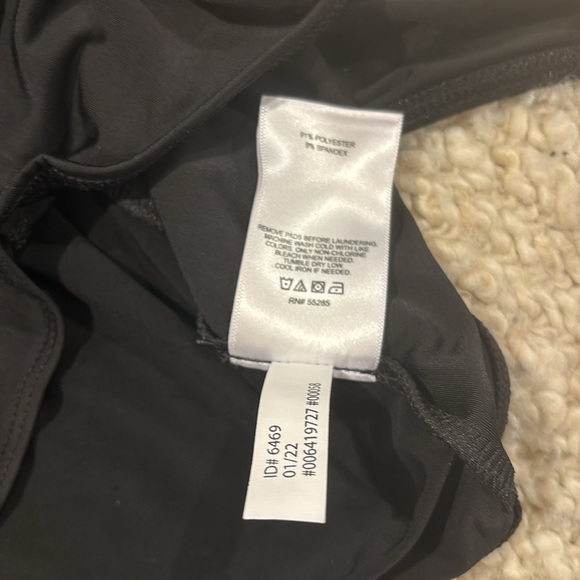 91% POLYESTER
9% SPANDEX
REMOVE PADS BEFORE LAUNDERING.
MACHINE WASH COLD WITH LIKE
COLORS. ONLY NON-CHLORINE
BLEACH WHEN NEEDED.
TUMBLE DRY LOW.
COOL IRON IF NEEDED.
RN# 55285
ID# 6469
01/22
#006419727 #00058